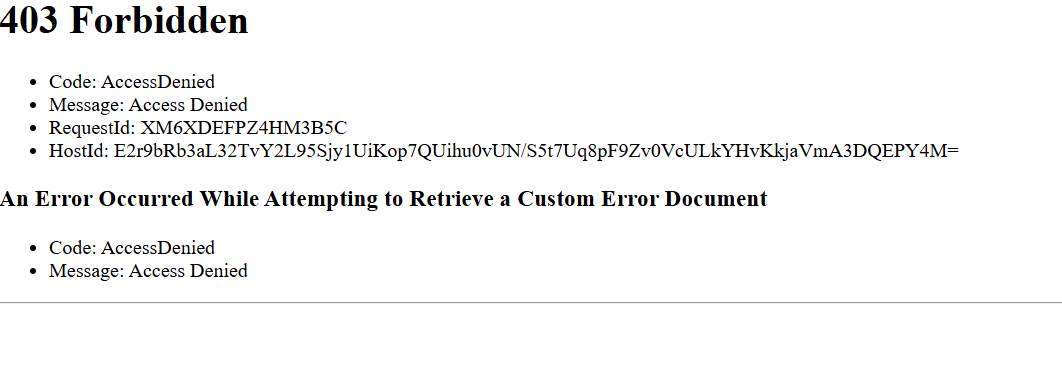 403 Forbidden
Code: AccessDenied
Message: Access Denied
RequestId: XM6XDEFPZ4HM3B5C
HostId: E2r9bRb3aL32TvY2L95Sjy1UiKop7QUihu0vUN/S5t7Uq8pF9Zv0VcULkYHvKkjaVmA3DQEPY4M=
An Error Occurred While Attempting to Retrieve a Custom Error Document
Code: AccessDenied
Message: Access Denied